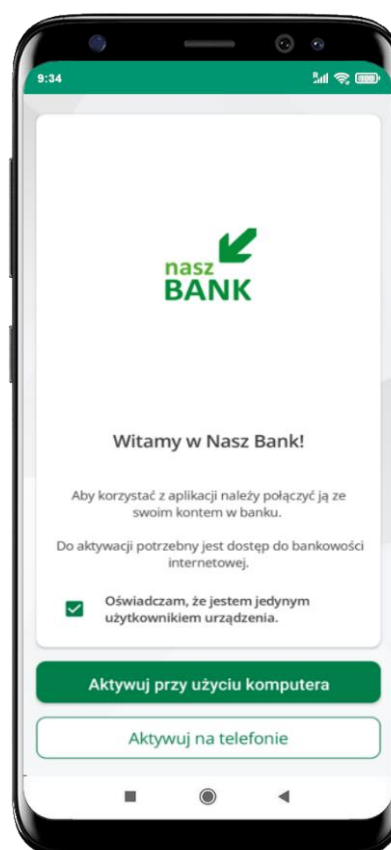 9:34
nasz
BANK
Witamy w Nasz Bank!
Aby korzystać z aplikacji należy połączyć ją ze
swoim kontem w banku.
Do aktywacji potrzebny jest dostęp do bankowości
internetowej.
Oświadczam, że jestem jedynym
użytkownikiem urządzenia.
Aktywuj przy użyciu komputera
Aktywuj na telefonie